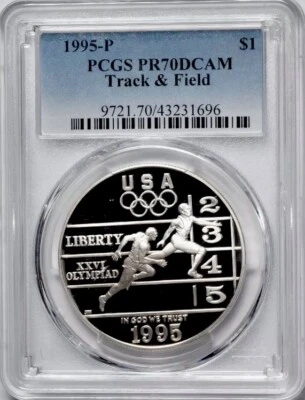 1995-P $1
PCGS PR70DCAM
Track & Field
9721.70/43231696
USA
2
LIBERTY 3
XXVI 4
OLYMPIAD
5
IN GOD WE TRUST
1995